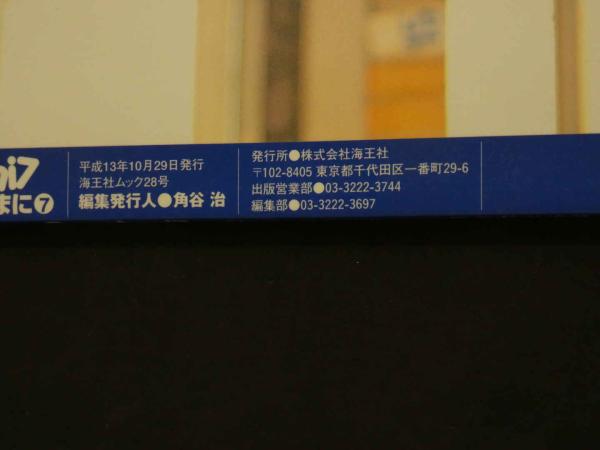 まに❼
平成13年10月29日発行
海王社ムック28号
編集発行人●角谷 治
発行所●株式会社海王社
〒102-8405 東京都千代田区一番町29-6
出版営業部●03-3222-3744
編集部●03-3222-3697